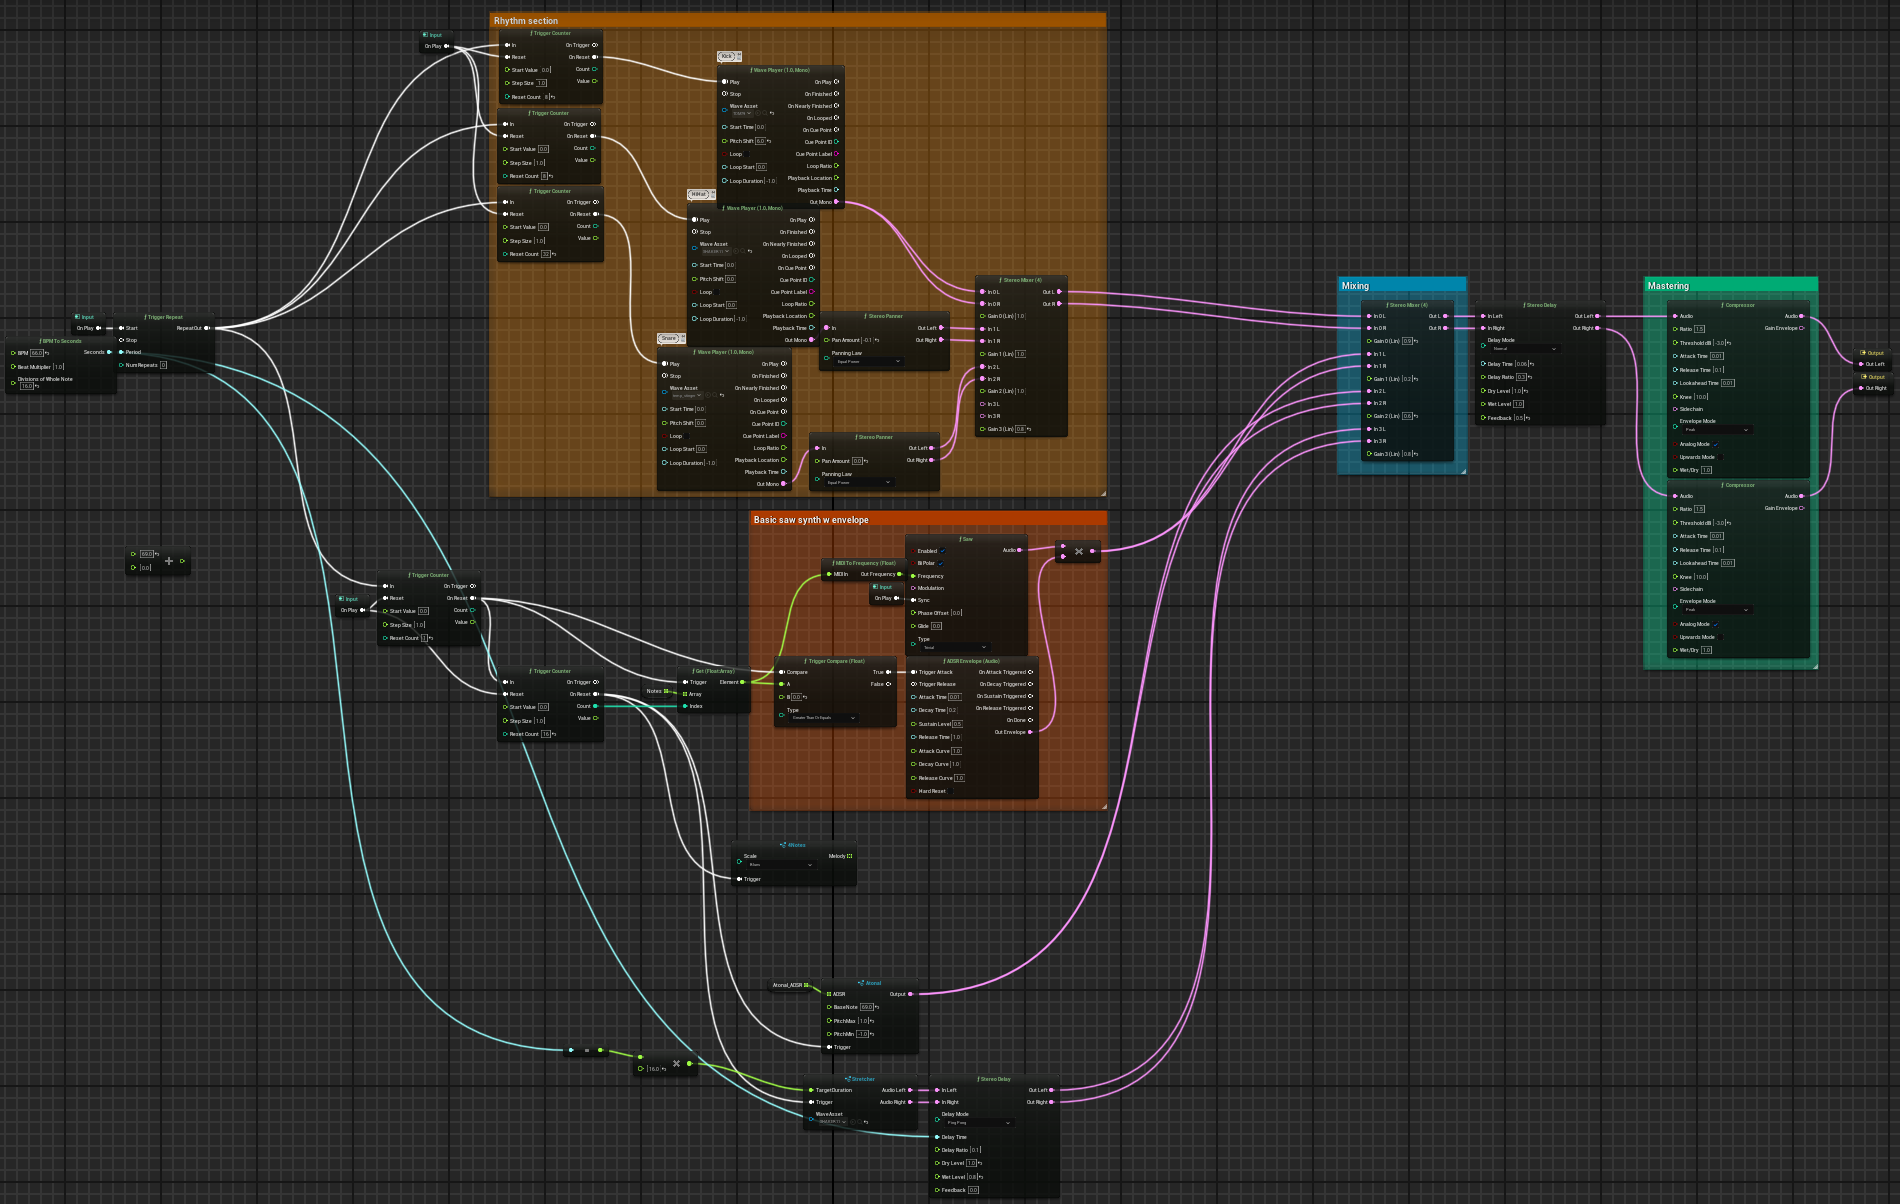 Rhythm section
Input
On Play
Trigger Counter
In
On Trigger
Reset
On Reset
Start Value 0.0
Count
Step Size 1.0
Value
Reset Count 8
Trigger Counter
In
On Trigger
Reset
On Reset
Start Value 0.0
Count
Step Size 1.0
Value
Reset Count 8
Trigger Counter
In
On Trigger
Reset
On Reset
Start Value 0.0
Count
Step Size 1.0
Value
Reset Count 32
Kick
Wave Player (1.0, Mono)
Play
On Play
Stop
On Finished
Wave Asset
On Nearly Finished
On Looped
Start Time 0.0
On Cue Point
Pitch Shift 5.0
Cue Point ID
Loop
Cue Point Label
Loop Start 0.0
Loop Ratio
Loop Duration -1.0
Playback Location
Playback Time
Out Mono
HiHat
Wave Player (1.0, Mono)
Play
On Play
Stop
On Finished
Wave Asset
On Nearly Finished
On Looped
Start Time 0.0
On Cue Point
Pitch Shift 0.0
Cue Point ID
Loop
Cue Point Label
Loop Start 0.0
Loop Ratio
Loop Duration -1.0
Playback Location
Playback Time
Out Mono
Snare
Wave Player (1.0, Mono)
Play
On Play
Stop
On Finished
Wave Asset
On Nearly Finished
On Looped
Start Time 0.0
On Cue Point
Pitch Shift 0.0
Cue Point ID
Loop
Cue Point Label
Loop Start 0.0
Loop Ratio
Loop Duration -1.0
Playback Location
Playback Time
Out Mono
Stereo Panner
In
Out Left
Pan Amount -0.1
Out Right
Panning Law
Equal Power
Stereo Panner
In
Out Left
Pan Amount 0.0
Out Right
Panning Law
Equal Power
Stereo Mixer (4)
In 0 L
Out L
In 0 R
Out R
Gain 0 (Lin) 1.0
In 1 L
In 1 R
Gain 1 (Lin) 1.0
In 2 L
In 2 R
Gain 2 (Lin) 1.0
In 3 L
In 3 R
Gain 3 (Lin) 0.8
Input
On Play
Trigger Repeat
Start
RepeatOut
Stop
Period
Num Repeats 0
BPM To Seconds
BPM 66.0
Seconds
Beat Multiplier 1.0
Divisions of Whole Note
16.0
Mixing
Stereo Mixer (4)
In 0 L
Out L
In 0 R
Out R
Gain 0 (Lin) 0.9
In 1 L
In 1 R
Gain 1 (Lin) 0.2
In 2 L
In 2 R
Gain 2 (Lin) 0.6
In 3 L
In 3 R
Gain 3 (Lin) 0.8
Stereo Delay
In Left
Out Left
In Right
Out Right
Delay Mode
Normal
Delay Time 0.06
Delay Ratio 0.3
Dry Level 1.0
Wet Level 1.0
Feedback 0.5
Mastering
Compressor
Audio
Audio
Ratio 1.5
Gain Envelope
Threshold dB -3.0
Attack Time 0.01
Release Time 0.1
Lookahead Time 0.01
Knee 10.0
Sidechain
Envelope Mode
Peak
Analog Mode
Upwards Mode
Wet/Dry 1.0
Compressor
Audio
Audio
Ratio 1.5
Gain Envelope
Threshold dB -3.0
Attack Time 0.01
Release Time 0.1
Lookahead Time 0.01
Knee 10.0
Sidechain
Envelope Mode
Peak
Analog Mode
Upwards Mode
Wet/Dry 1.0
Output
Out Left
Output
Out Right
69.0
0.0
+
Input
On Play
Trigger Counter
In
On Trigger
Reset
On Reset
Start Value 0.0
Count
Step Size 1.0
Value
Reset Count
Trigger Counter
In
On Trigger
Reset
On Reset
Start Value 0.0
Count
Step Size 1.0
Value
Reset Count 16
Notes
Get (Float:Array)
Trigger
Element
Array
Index
Basic saw synth w envelope
MIDI To Frequency (Float)
MIDI In
Out Frequency
Input
On Play
Saw
Enabled
Audio
Bi Polar
Frequency
Modulation
Sync
Phase Offset 0.0
Glide 0.0
Type
×
Trigger Compare (Float)
Compare
True
A
False
B 0.0
Type
Greater Than Or Equals
ADSR Envelope (Audio)
Trigger Attack
On Attack Triggered
Trigger Release
On Decay Triggered
Attack Time 0.01
On Sustain Triggered
Decay Time 0.2
On Release Triggered
Sustain Level 0.5
On Done
Release Time 1.0
Out Envelope
Attack Curve 1.0
Decay Curve 1.0
Release Curve 1.0
Hard Reset
4Notes
Scale
Melody
Trigger
Atonal_ADSR
Atonal
ADSR
Output
BaseNote 69.0
PitchMax 1.0
PitchMin -1.0
Trigger
16.0
×
Stretcher
TargetDuration
Audio Left
Trigger
Audio Right
WaveAsset
Stereo Delay
In Left
Out Left
In Right
Out Right
Delay Mode
Ping Pong
Delay Time
Delay Ratio 0.1
Dry Level 1.0
Wet Level 0.8
Feedback 0.0